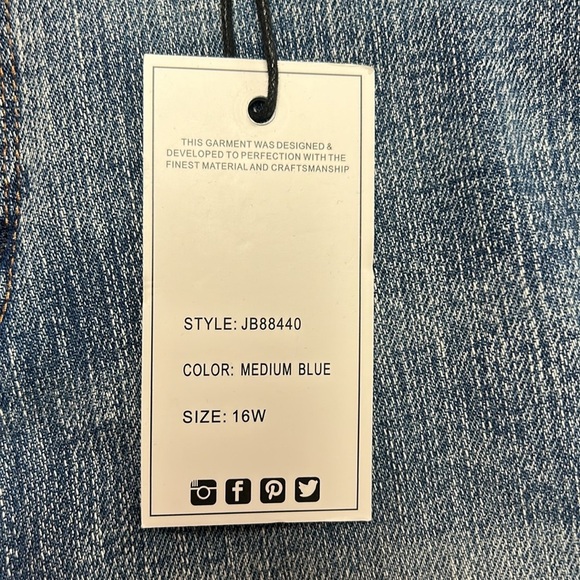 THIS GARMENT WAS DESIGNED &
DEVELOPED TO PERFECTION WITH THE
FINEST MATERIAL AND CRAFTSMANSHIP
STYLE: JB88440
COLOR: MEDIUM BLUE
SIZE: 16W